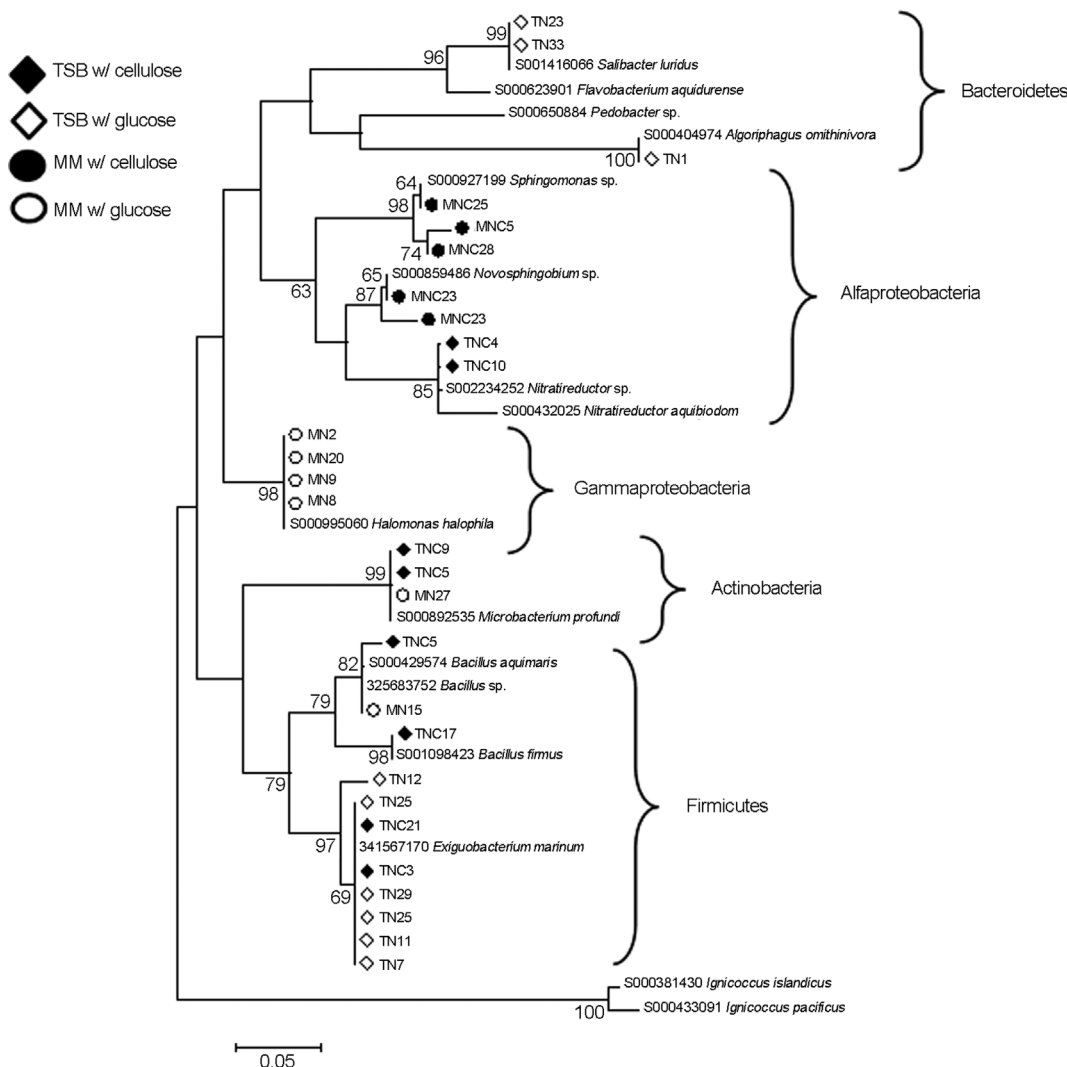 TSB w/ cellulose
TSB w/ glucose
MM w/ cellulose
MM w/ glucose
99
TN23
TN33
S001416066 Salibacter luridus
96
S000623901 Flavobacterium aquidurense
S000650884 Pedobacter sp.
S000404974 Algoriphagus ornithinivora
100
TN1
Bacteroidetes
S000927199 Sphingomonas sp.
64
MNC25
98
MNC5
74
MNC28
63
65
S000859486 Novosphingobium sp.
87
MNC23
MNC23
TNC4
TNC10
85
S002234252 Nitratireductor sp.
S000432025 Nitratireductor aquibiodom
Alfaproteobacteria
MN2
MN20
MN9
98
MN8
S000995060 Halomonas halophila
Gammaproteobacteria
TNC9
99
TNC5
MN27
S000892535 Microbacterium profundi
Actinobacteria
TNC5
82
S000429574 Bacillus aquimaris
325683752 Bacillus sp.
79
MN15
TNC17
98
S001098423 Bacillus firmus
79
TN12
TN25
TNC21
97
341567170 Exiguobacterium marinum
TNC3
69
TN29
TN25
TN11
TN7
Firmicutes
S000381430 Ignicoccus islandicus
100
S000433091 Ignicoccus pacificus
0.05